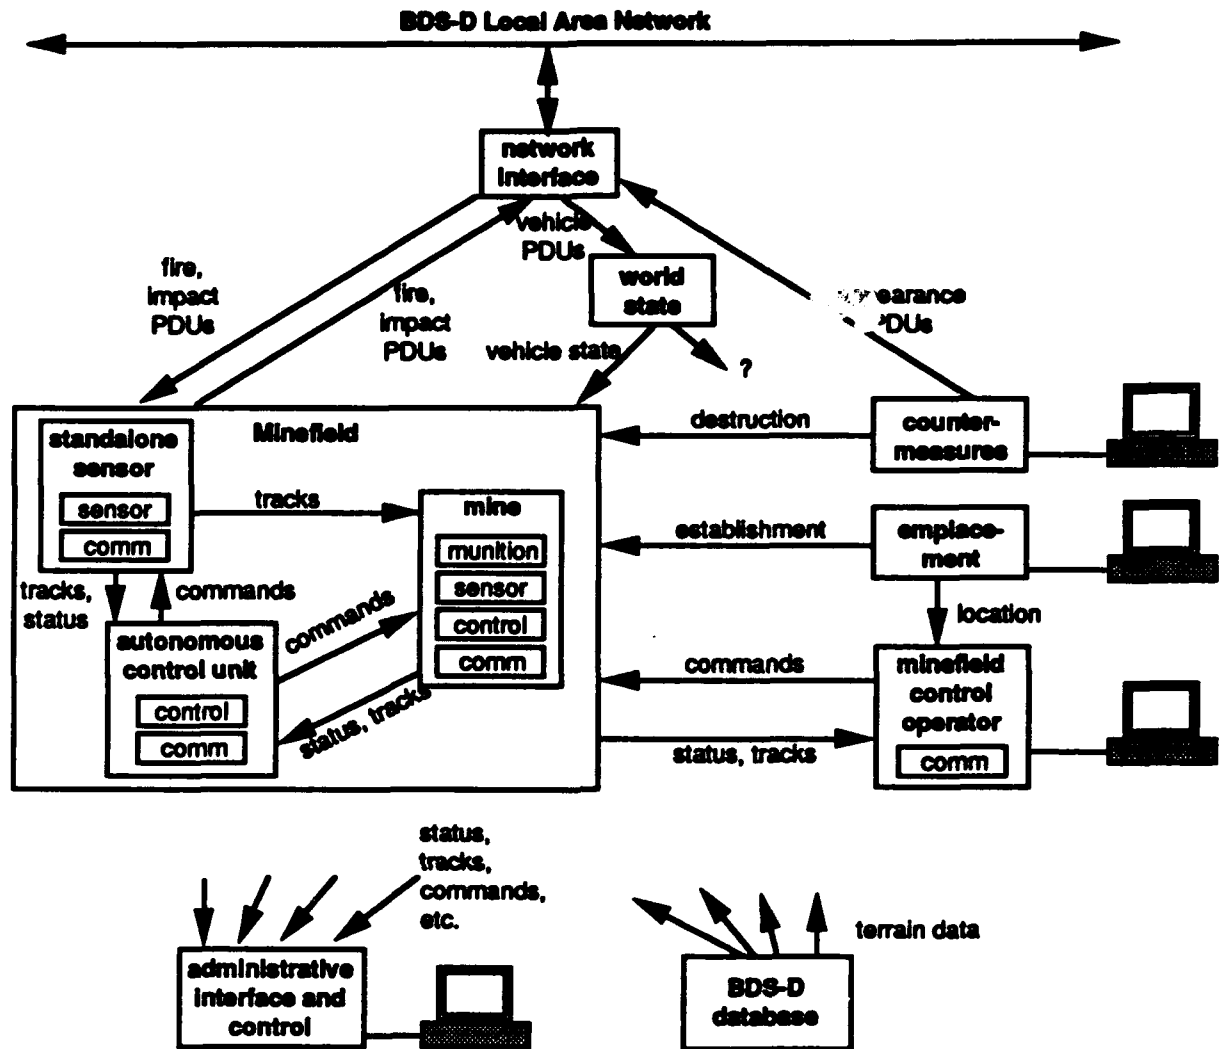 BDS-D Local Area Network
network
interface
vehicle
PDUs
world
state
fire,
impact
PDUs
fire,
impact
PDUs
vehicle state
?
PDUs
Minefield
standalone
sensor
sensor
comm
tracks
mine
munition
sensor
control
comm
tracks,
status
commands
commands
status, tracks
autonomous
control unit
control
comm
destruction
counter-
measures
establishment
emplace-
ment
location
commands
status, tracks
minefield
control
operator
comm
status,
tracks,
commands,
etc.
administrative
interface and
control
terrain data
BDS-D
database